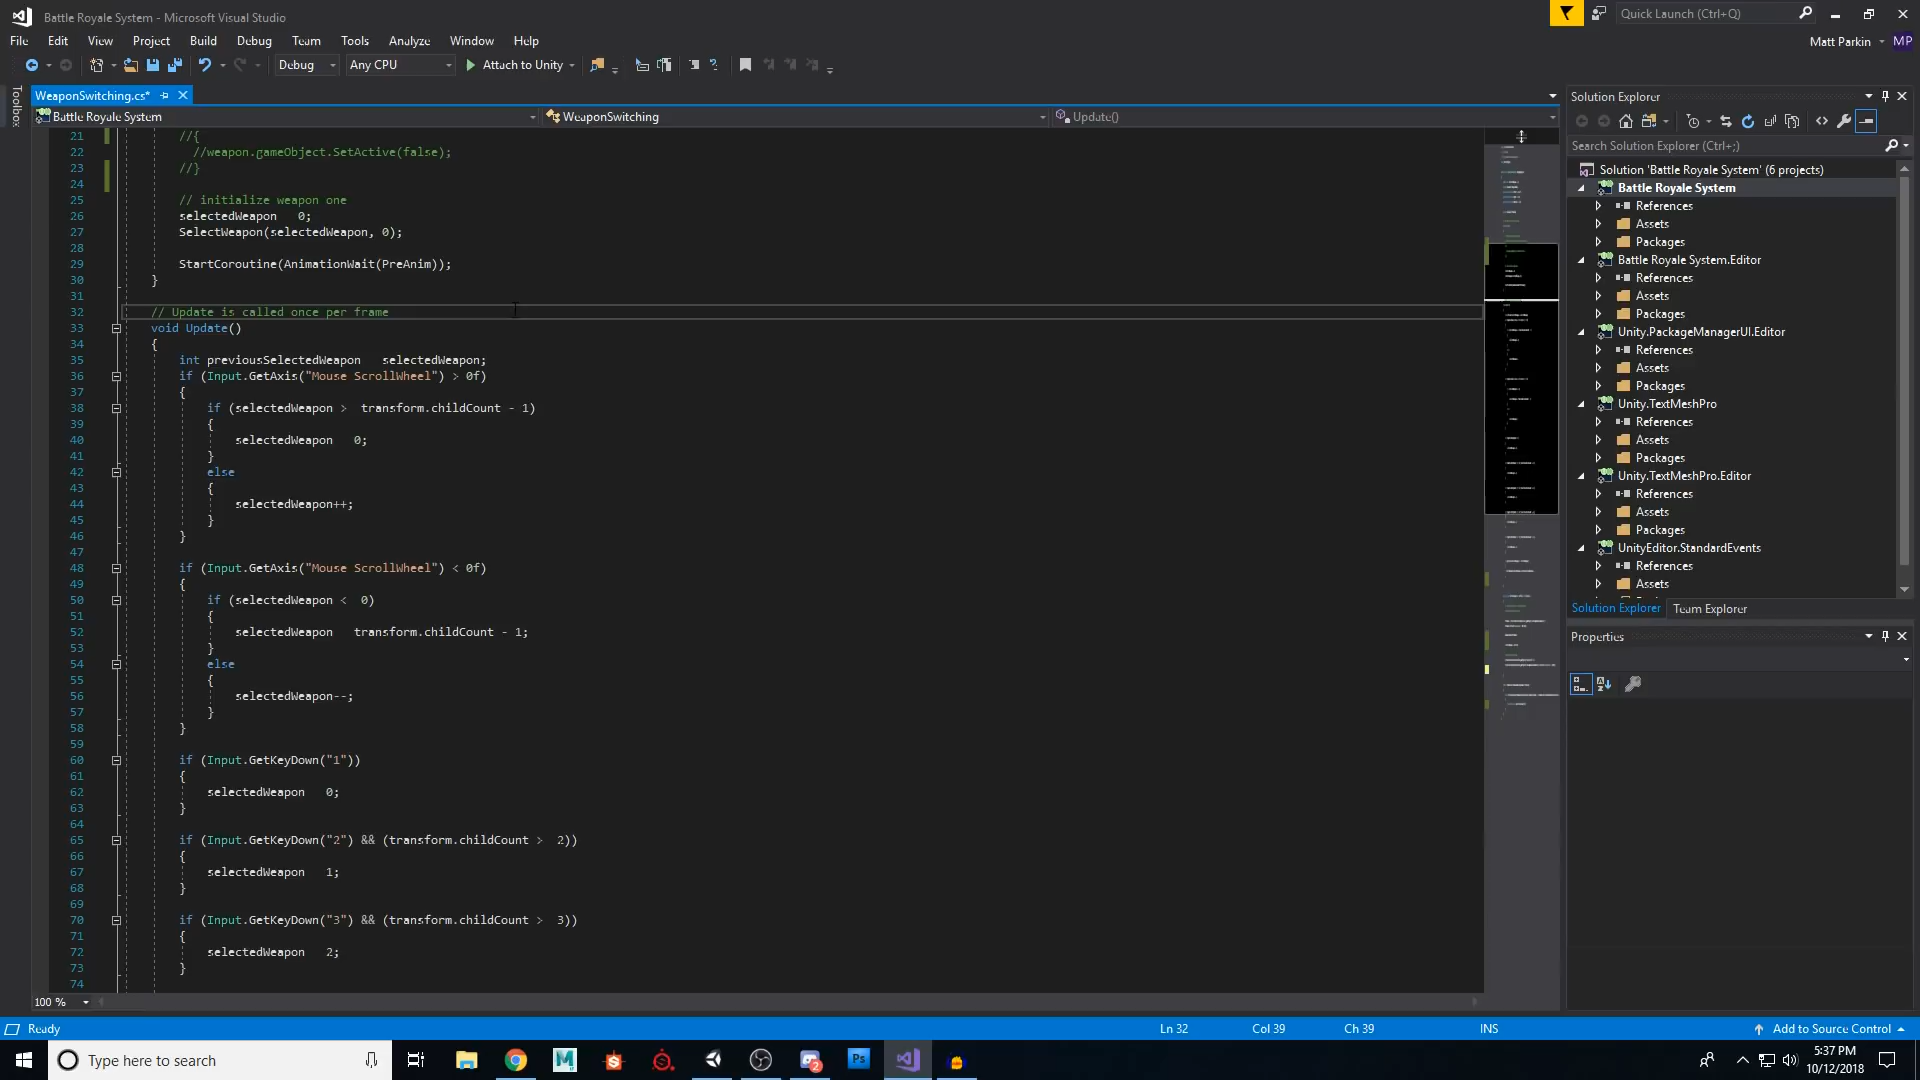 Battle Royale System - Microsoft Visual Studio
Quick Launch (Ctrl+Q)
File Edit View Project Build Debug Team Tools Analyze Window Help
Matt Parkin MP
Debug Any CPU Attach to Unity
Toolbox
WeaponSwitching.cs*
Battle Royale System WeaponSwitching Update()
21 //{
22 //weapon.gameObject.SetActive(false);
23 //}
24
25 // initialize weapon one
26 selectedWeapon 0;
27 SelectWeapon(selectedWeapon, 0);
28
29 StartCoroutine(AnimationWait(PreAnim));
30 }
31
32 // Update is called once per frame
33 void Update()
34 {
35 int previousSelectedWeapon selectedWeapon;
36 if (Input.GetAxis("Mouse ScrollWheel") > 0f)
37 {
38 if (selectedWeapon > transform.childCount - 1)
39 {
40 selectedWeapon 0;
41 }
42 else
43 {
44 selectedWeapon++;
45 }
46 }
47
48 if (Input.GetAxis("Mouse ScrollWheel") < 0f)
49 {
50 if (selectedWeapon < 0)
51 {
52 selectedWeapon transform.childCount - 1;
53 }
54 else
55 {
56 selectedWeapon--;
57 }
58 }
59
60 if (Input.GetKeyDown("1"))
61 {
62 selectedWeapon 0;
63 }
64
65 if (Input.GetKeyDown("2") && (transform.childCount > 2))
66 {
67 selectedWeapon 1;
68 }
69
70 if (Input.GetKeyDown("3") && (transform.childCount > 3))
71 {
72 selectedWeapon 2;
73 }
74
100 %
Solution Explorer
Search Solution Explorer (Ctrl+;)
Solution 'Battle Royale System' (6 projects)
Battle Royale System
References
Assets
Packages
Battle Royale System.Editor
References
Assets
Packages
Unity.PackageManagerUI.Editor
References
Assets
Packages
Unity.TextMeshPro
References
Assets
Packages
Unity.TextMeshPro.Editor
References
Assets
Packages
UnityEditor.StandardEvents
References
Assets
Solution Explorer Team Explorer
Properties
Ready Ln 32 Col 39 Ch 39 INS Add to Source Control
Type here to search
Ps
2
5:37 PM
10/12/2018